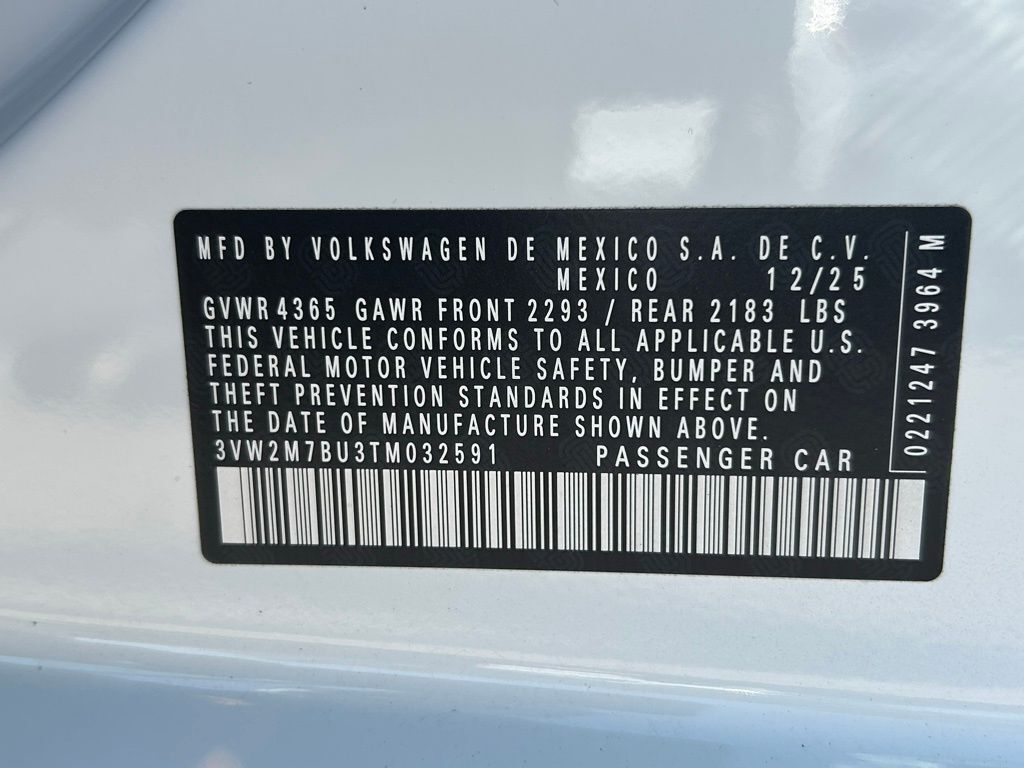 MFD BY VOLKSWAGEN DE MEXICO S.A. DE C.V.
MEXICO 12/25
GVWR 4365 GAWR FRONT 2293 / REAR 2183 LBS
THIS VEHICLE CONFORMS TO ALL APPLICABLE U.S.
FEDERAL MOTOR VEHICLE SAFETY, BUMPER AND
THEFT PREVENTION STANDARDS IN EFFECT ON
THE DATE OF MANUFACTURE SHOWN ABOVE.
3VW2M7BU3TM032591 PASSENGER CAR
0221247 3964 M